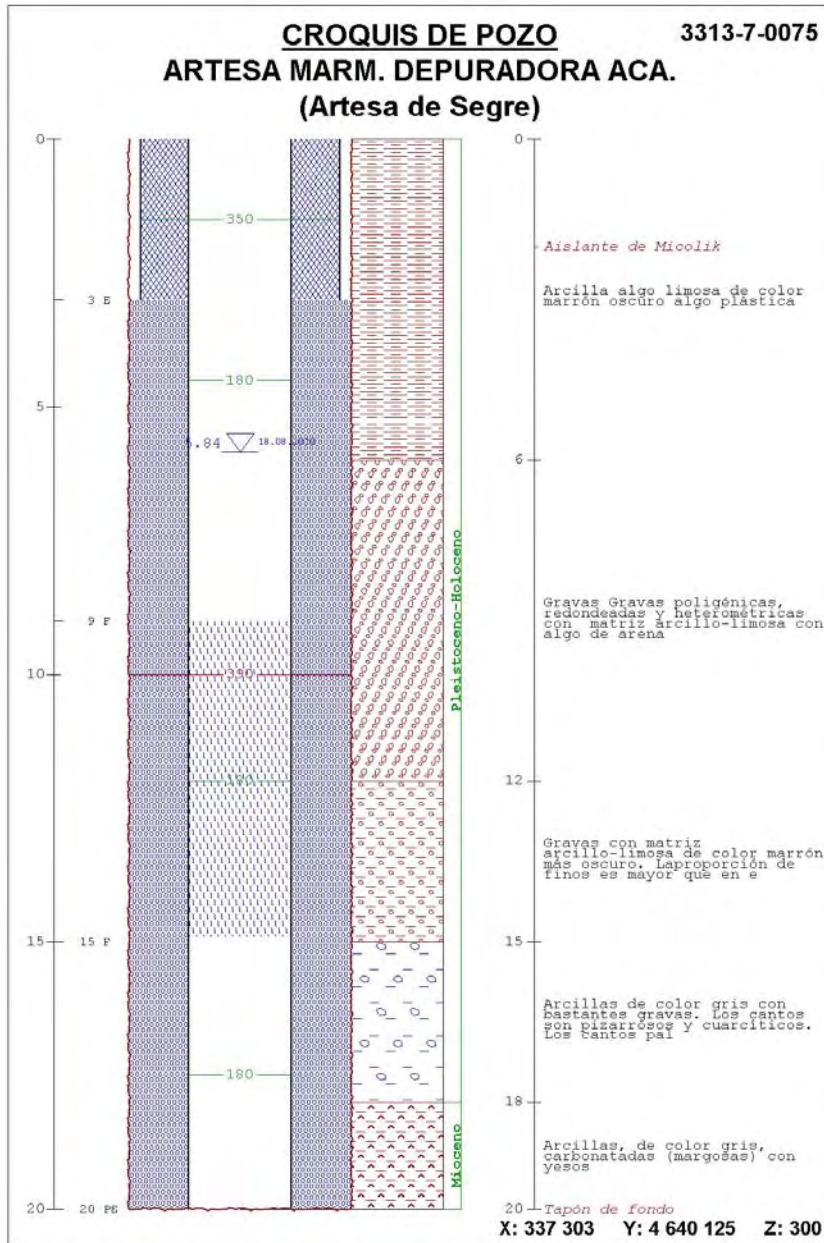 CROQUIS DE POZO
3313-7-0075
ARTESA MARM. DEPURADORA ACA.
(Artesa de Segre)
0
0
350
Aislante de Micolik
Arcilla algo limosa de color
marrón oscuro algo plástica
3 E
180
5
5.84
18.08.2010
6
Gravas Gravas poligénicas,
redondeadas y heterométricas
con matriz arcillo-limosa con
algo de arena
9 F
Pleistoceno-Holoceno
10
390
180
12
Gravas con matriz
arcillo-limosa de color marrón
más oscuro. Laproporción de
finos es mayor que en e
15
15 F
15
Arcillas de color gris con
bastantes gravas. Los cantos
son pizarrosos y cuarcíticos.
Los cantos pal
180
18
Mioceno
Arcillas, de color gris,
carbonatadas (margosas) con
yesos
20
20 PE
20
Tapón de fondo
X: 337 303 Y: 4 640 125 Z: 300